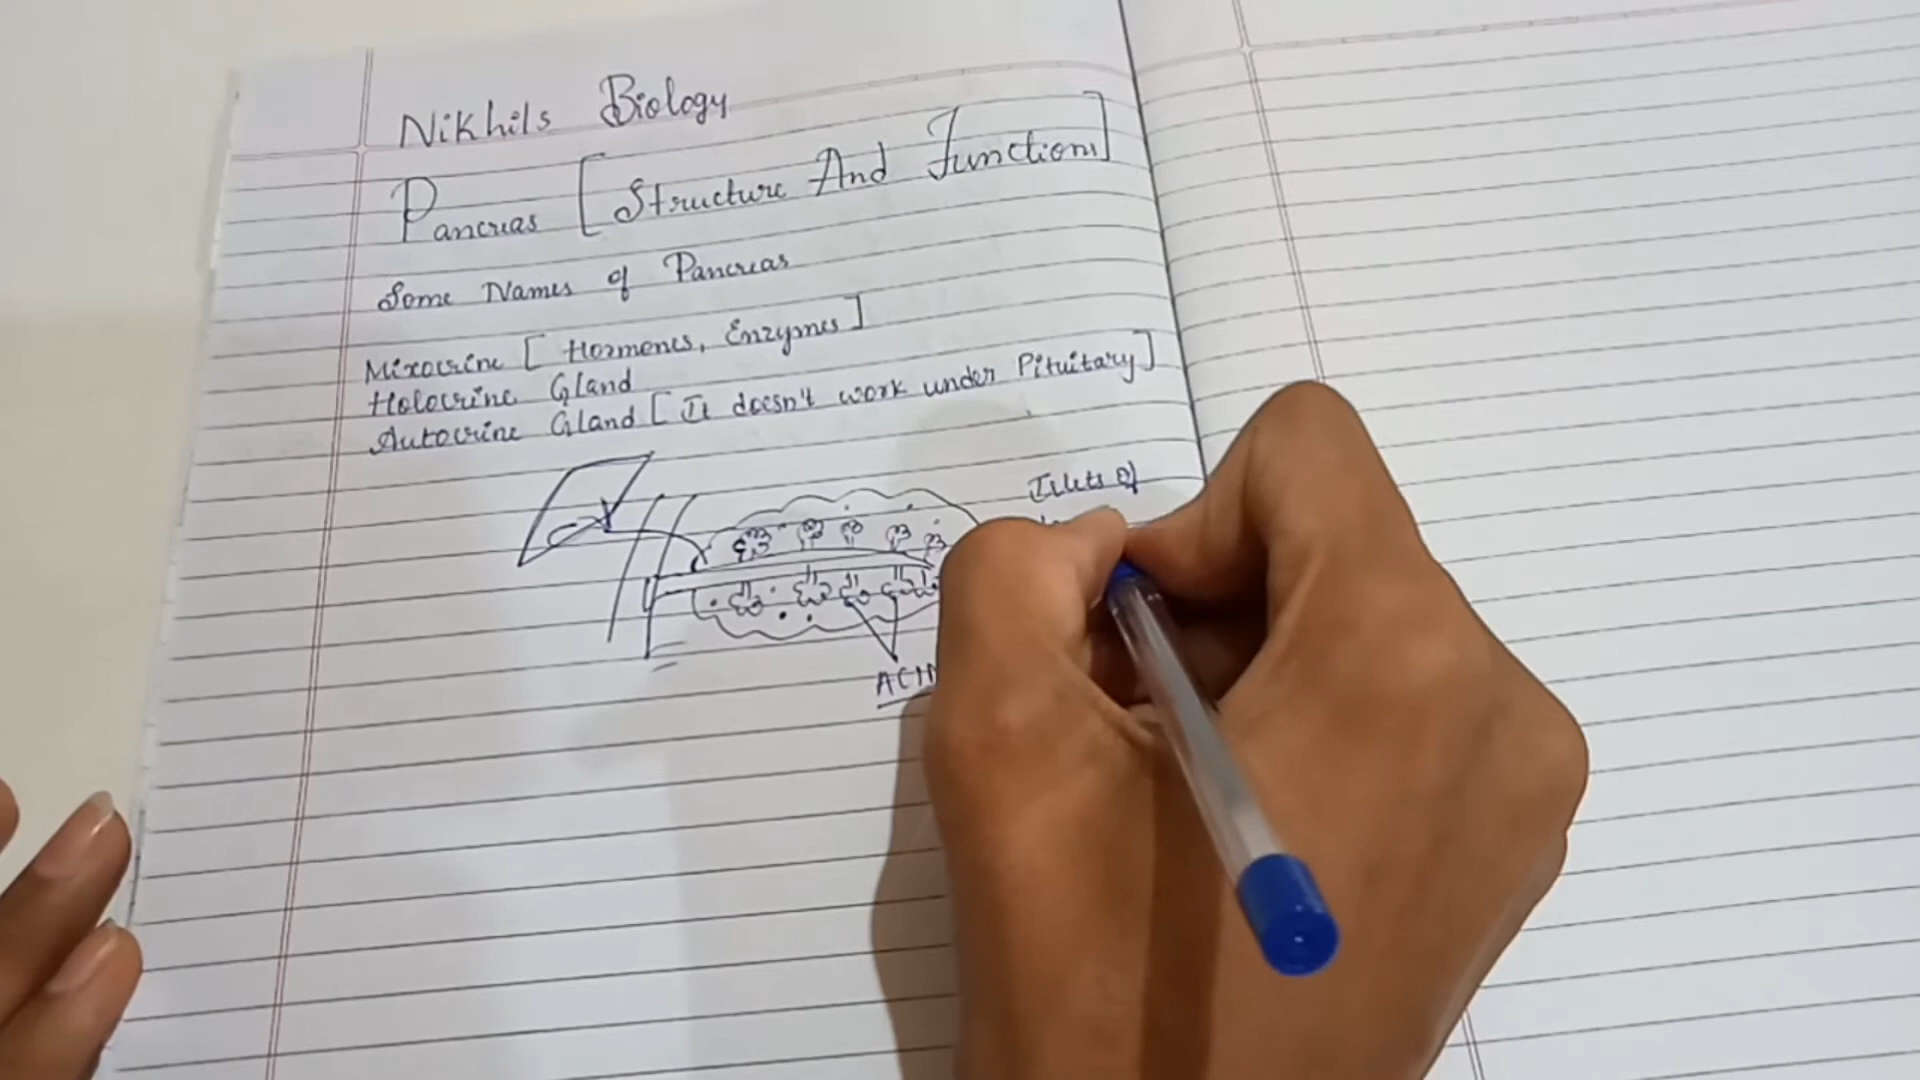 Nikhils Biology
Pancreas [Structure And Function]
Some Names of Pancreas
Mixocrine [Hormones, Enzymes]
Holocrine Gland
Autocrine Gland [It doesn't work under Pituitary]
Islets of
ACIN